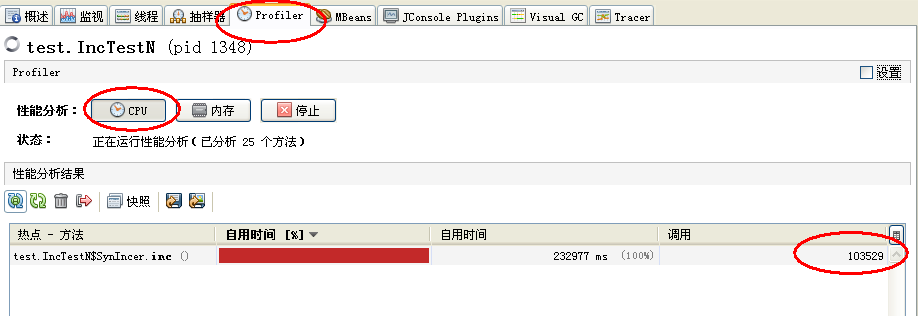 概述 监视 线程 抽样器 Profiler MBeans JConsole Plugins Visual GC Tracer
test.IncTestN (pid 1348)
Profiler 设置
性能分析： CPU 内存 停止
状态： 正在运行性能分析(已分析 25 个方法)
性能分析结果
快照
热点 - 方法 自用时间 [%] 自用时间 调用
test.IncTestN$SynIncer.inc () 232977 ms (100%) 103529